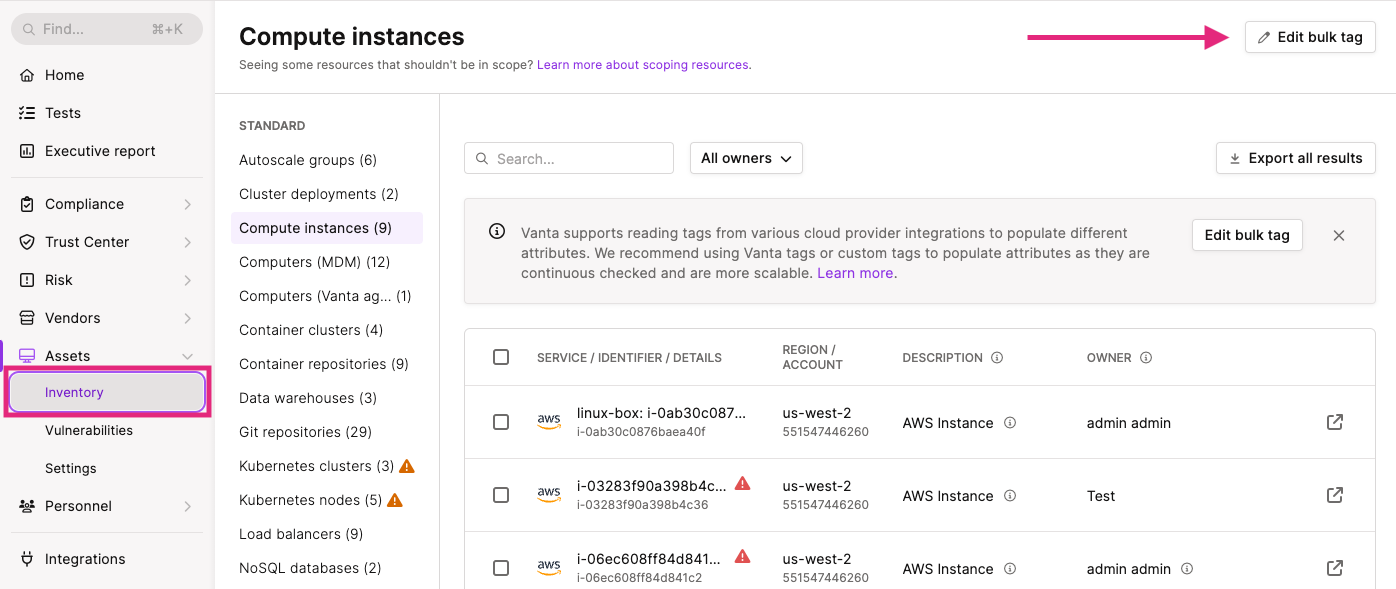 Find...
⌘+K
Home
Tests
Executive report
Compliance
Trust Center
Risk
Vendors
Assets
Inventory
Vulnerabilities
Settings
Personnel
Integrations
Compute instances
Seeing some resources that shouldn't be in scope? Learn more about scoping resources.
Edit bulk tag
STANDARD
Autoscale groups (6)
Cluster deployments (2)
Compute instances (9)
Computers (MDM) (12)
Computers (Vanta ag... (1)
Container clusters (4)
Container repositories (9)
Data warehouses (3)
Git repositories (29)
Kubernetes clusters (3)
Kubernetes nodes (5)
Load balancers (9)
NoSQL databases (2)
Search...
All owners
Export all results
Vanta supports reading tags from various cloud provider integrations to populate different
attributes. We recommend using Vanta tags or custom tags to populate attributes as they are
continuous checked and are more scalable. Learn more.
Edit bulk tag
SERVICE / IDENTIFIER / DETAILS
REGION /
ACCOUNT
DESCRIPTION
OWNER
aws
linux-box: i-0ab30c087...
i-0ab30c0876baea40f
us-west-2
551547446260
AWS Instance
admin admin
aws
i-03283f90a398b4c...
i-03283f90a398b4c36
us-west-2
551547446260
AWS Instance
Test
aws
i-06ec608ff84d841...
i-06ec608ff84d841c2
us-west-2
551547446260
AWS Instance
admin admin